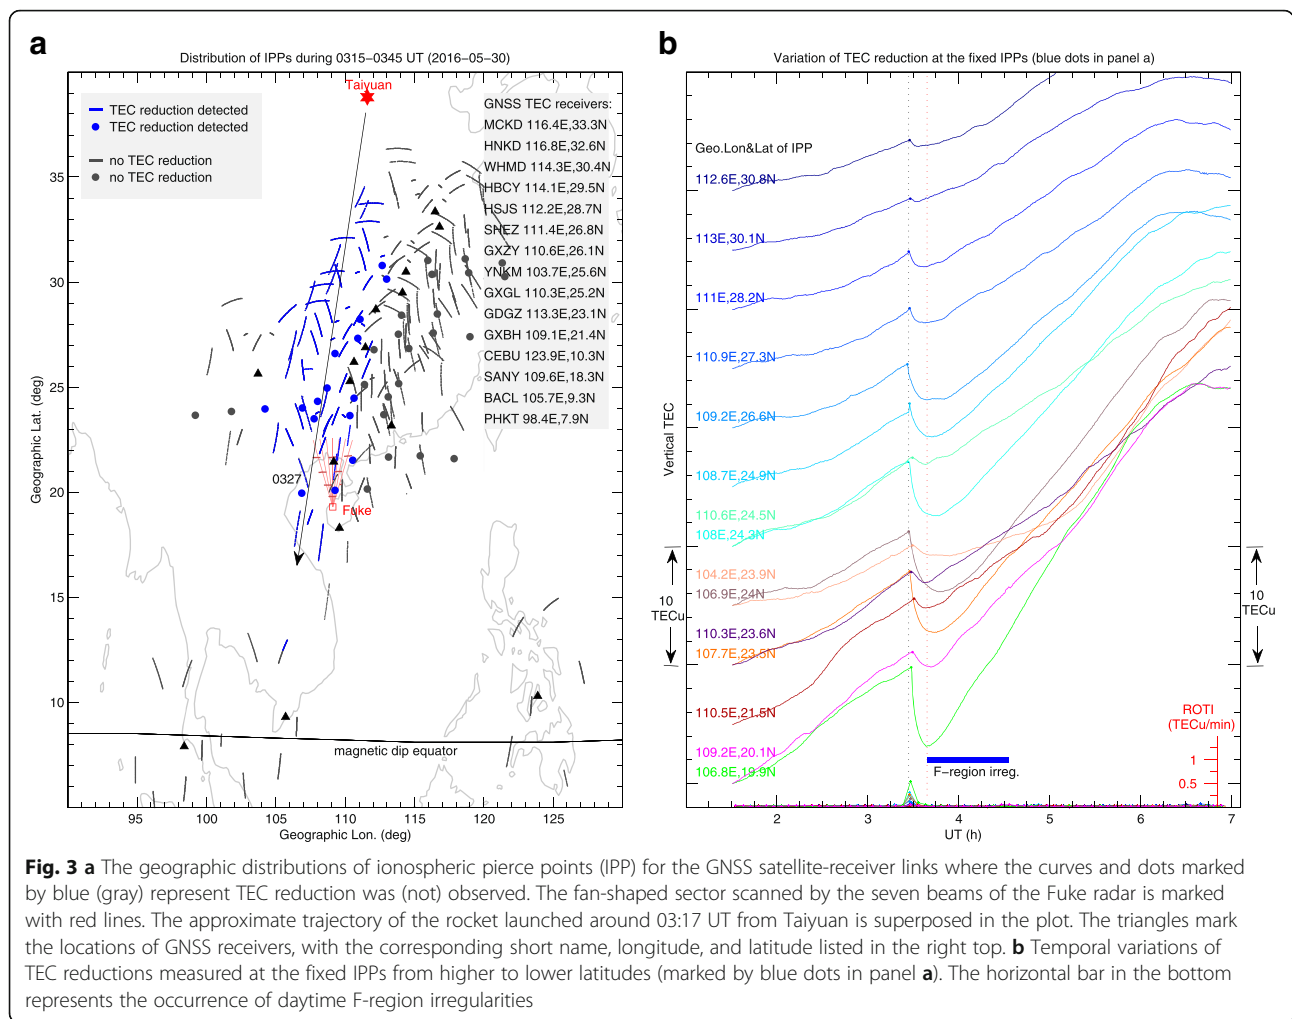 a
Distribution of IPPs during 0315−0345 UT (2016−05−30)
Taiyuan
TEC reduction detected
TEC reduction detected
no TEC reduction
no TEC reduction
GNSS TEC receivers:
MCKD 116.4E,33.3N
HNKD 116.8E,32.6N
WHMD 114.3E,30.4N
HBCY 114.1E,29.5N
HSJS 112.2E,28.7N
SHEZ 111.4E,26.8N
GXZY 110.6E,26.1N
YNKM 103.7E,25.6N
GXGL 110.3E,25.2N
GDGZ 113.3E,23.1N
GXBH 109.1E,21.4N
CEBU 123.9E,10.3N
SANY 109.6E,18.3N
BACL 105.7E,9.3N
PHKT 98.4E,7.9N
35
30
25
20
15
10
Geographic Lat. (deg)
0327
Fuke
magnetic dip equator
95 100 105 110 115 120 125
Geographic Lon. (deg)
b
Variation of TEC reduction at the fixed IPPs (blue dots in panel a)
Geo.Lon&Lat of IPP
112.6E,30.8N
113E,30.1N
111E,28.2N
110.9E,27.3N
109.2E,26.6N
108.7E,24.9N
110.6E,24.5N
108E,24.3N
104.2E,23.9N
106.9E,24N
110.3E,23.6N
107.7E,23.5N
110.5E,21.5N
109.2E,20.1N
106.8E,19.9N
Vertical TEC
10
TECu
10
TECu
ROTI
(TECu/min)
1
0.5
F−region irreg.
2 3 4 5 6 7
UT (h)
Fig. 3 a The geographic distributions of ionospheric pierce points (IPP) for the GNSS satellite-receiver links where the curves and dots marked
by blue (gray) represent TEC reduction was (not) observed. The fan-shaped sector scanned by the seven beams of the Fuke radar is marked
with red lines. The approximate trajectory of the rocket launched around 03:17 UT from Taiyuan is superposed in the plot. The triangles mark
the locations of GNSS receivers, with the corresponding short name, longitude, and latitude listed in the right top. b Temporal variations of
TEC reductions measured at the fixed IPPs from higher to lower latitudes (marked by blue dots in panel a). The horizontal bar in the bottom
represents the occurrence of daytime F-region irregularities